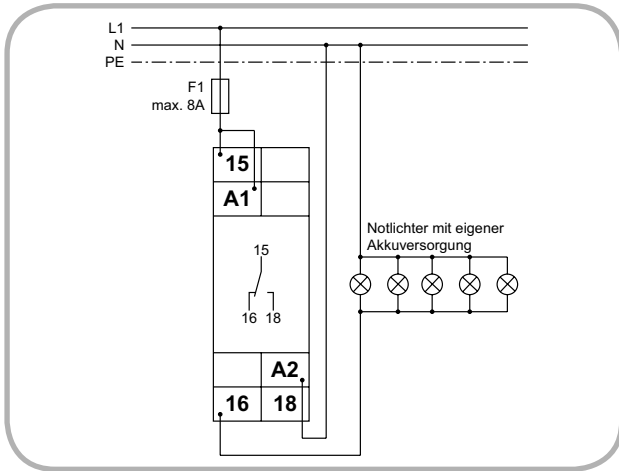 L1
N
PE
F1
max. 8A
15
A1
Notlichter mit eigener
Akkuversorgung
15
16 18
A2
16 18